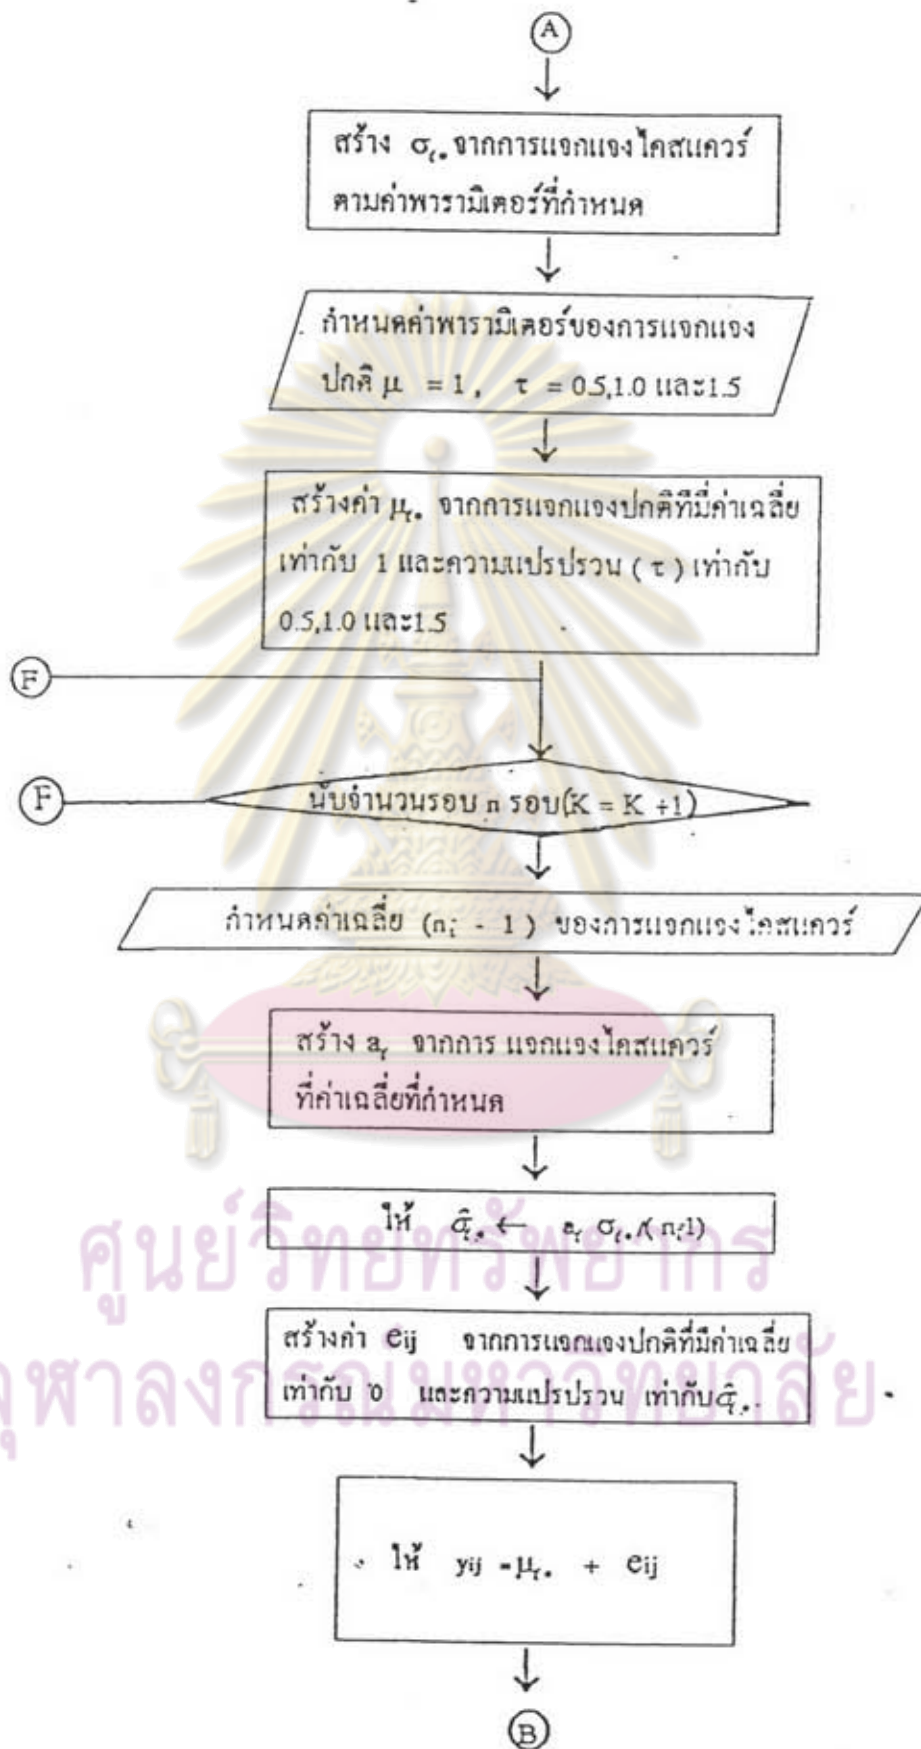 A
สร้าง σᵢ. จากการแจกแจงไคสแควร์
ตามค่าพารามิเตอร์ที่กำหนด
กำหนดค่าพารามิเตอร์ของการแจกแจง
ปกติ μ = 1, τ = 0.5,1.0 และ1.5
สร้างค่า μᵢ. จากการแจกแจงปกติที่มีค่าเฉลี่ย
เท่ากับ 1 และความแปรปรวน (τ) เท่ากับ
0.5,1.0 และ1.5
F
F
นับจำนวนรอบ n รอบ(K = K +1)
กำหนดค่าเฉลี่ย (nᵢ - 1) ของการแจกแจงไคสแควร์
สร้าง aᵢ จากการ แจกแจงไคสแควร์
ที่ค่าเฉลี่ยที่กำหนด
ให้ σ̂ᵢ. ← aᵢ σᵢ./(nᵢ-1)
สร้างค่า eij จากการแจกแจงปกติที่มีค่าเฉลี่ย
เท่ากับ 0 และความแปรปรวน เท่ากับ σ̂ᵢ.
ให้ yij = μᵢ. + eij
B
ศูนย์วิทยทรัพยากร
จุฬาลงกรณ์มหาวิทยาลัย